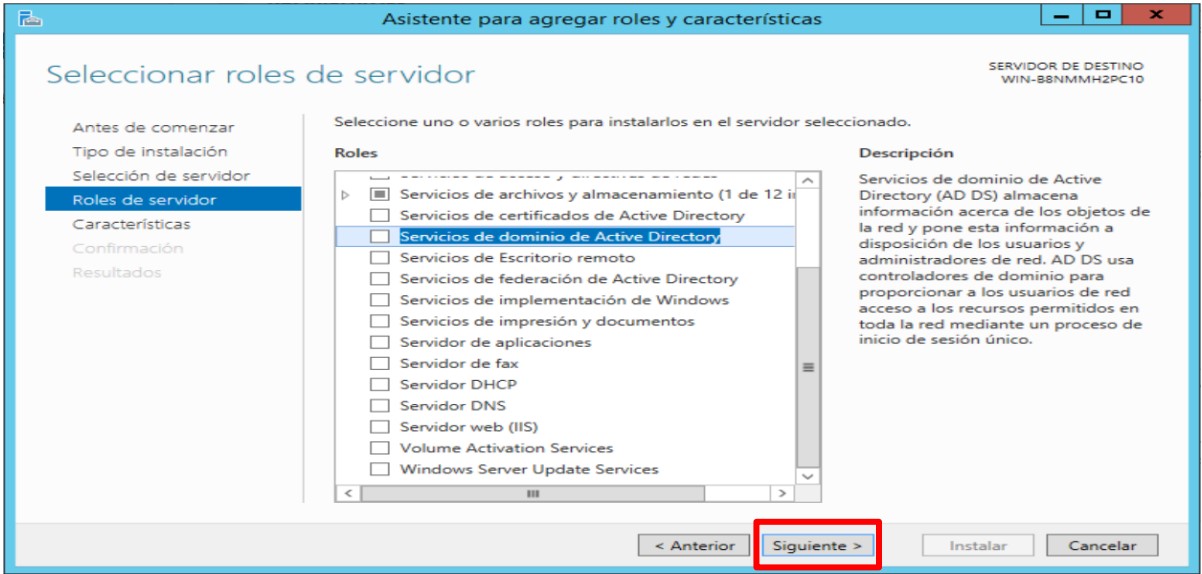 Asistente para agregar roles y características
Seleccionar roles de servidor
SERVIDOR DE DESTINO
WIN-B8NMMH2PC10
Antes de comenzar
Tipo de instalación
Selección de servidor
Roles de servidor
Características
Confirmación
Resultados
Seleccione uno o varios roles para instalarlos en el servidor seleccionado.
Roles
Servicios de archivos y almacenamiento (1 de 12 i
Servicios de certificados de Active Directory
Servicios de dominio de Active Directory
Servicios de Escritorio remoto
Servicios de federación de Active Directory
Servicios de implementación de Windows
Servicios de impresión y documentos
Servidor de aplicaciones
Servidor de fax
Servidor DHCP
Servidor DNS
Servidor web (IIS)
Volume Activation Services
Windows Server Update Services
Descripción
Servicios de dominio de Active
Directory (AD DS) almacena
información acerca de los objetos de
la red y pone esta información a
disposición de los usuarios y
administradores de red. AD DS usa
controladores de dominio para
proporcionar a los usuarios de red
acceso a los recursos permitidos en
toda la red mediante un proceso de
inicio de sesión único.
< Anterior
Siguiente >
Instalar
Cancelar